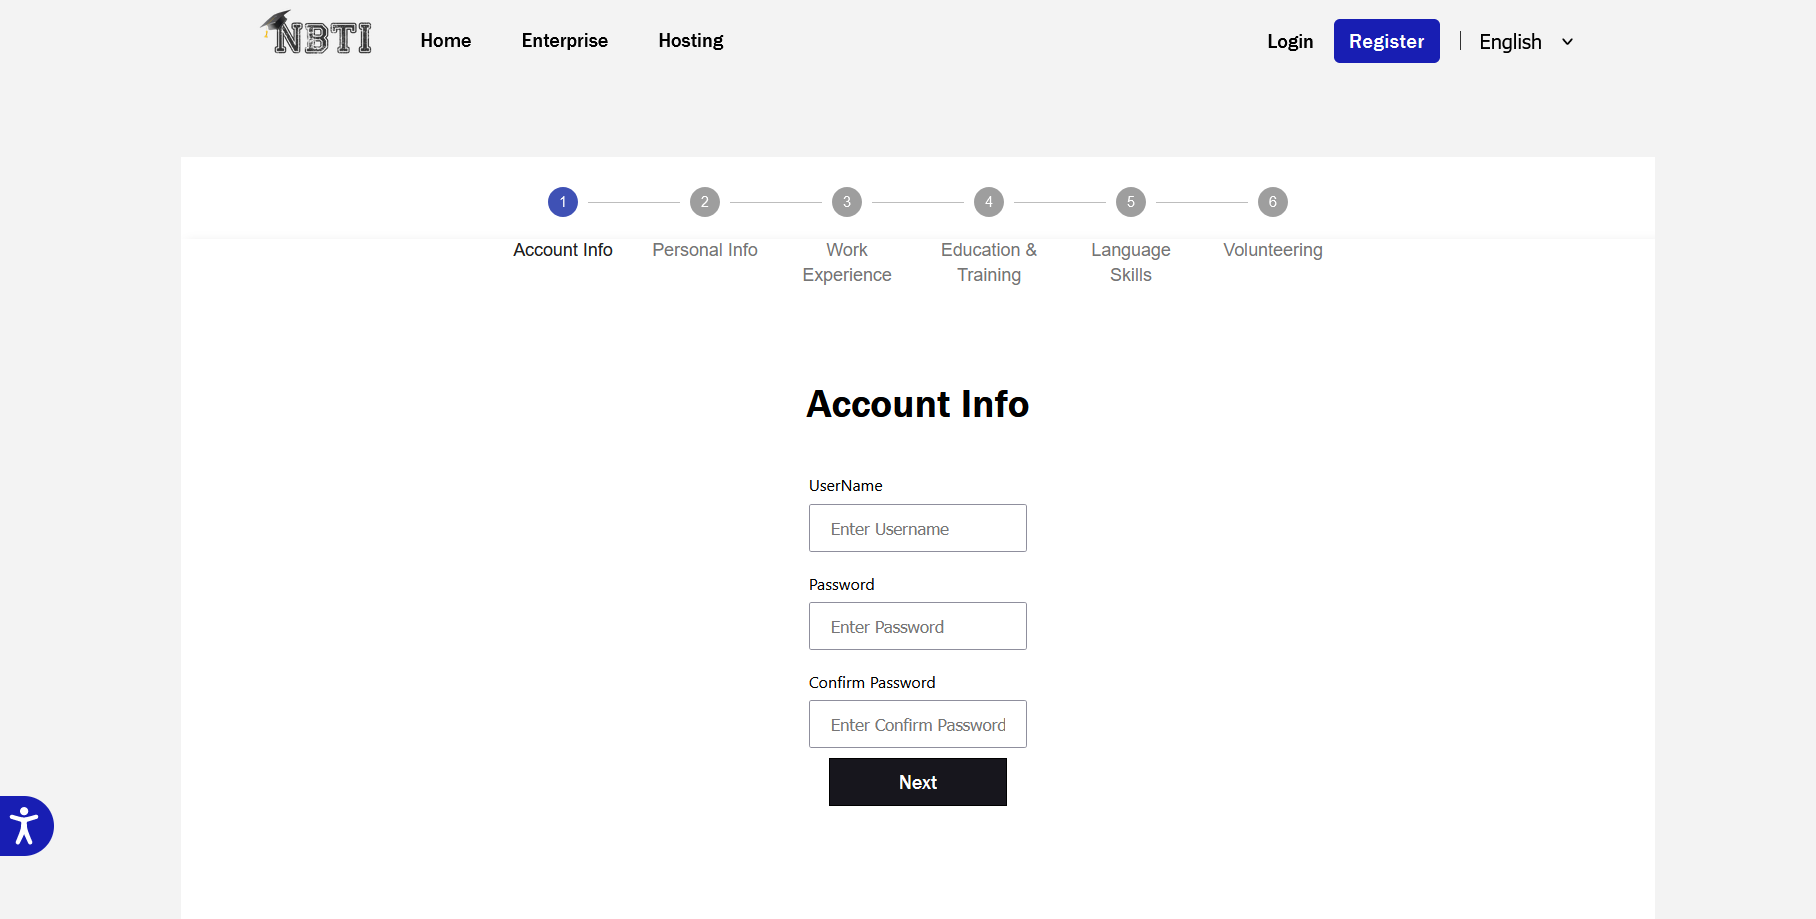 NBTI
Home
Enterprise
Hosting
Login
Register
English
1
2
3
4
5
6
Account Info
Personal Info
Work
Experience
Education &
Training
Language
Skills
Volunteering
Account Info
UserName
Enter Username
Password
Enter Password
Confirm Password
Enter Confirm Password
Next